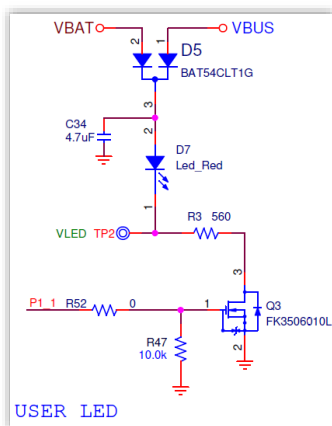 VBAT VBUS
2 1
D5
BAT54CLT1G
3
C34
4.7uF
2
D7
Led_Red
1
VLED TP2
R3 560
3
P1_1 R52 0 1
Q3
FK3506010L
2
R47
10.0k
USER LED